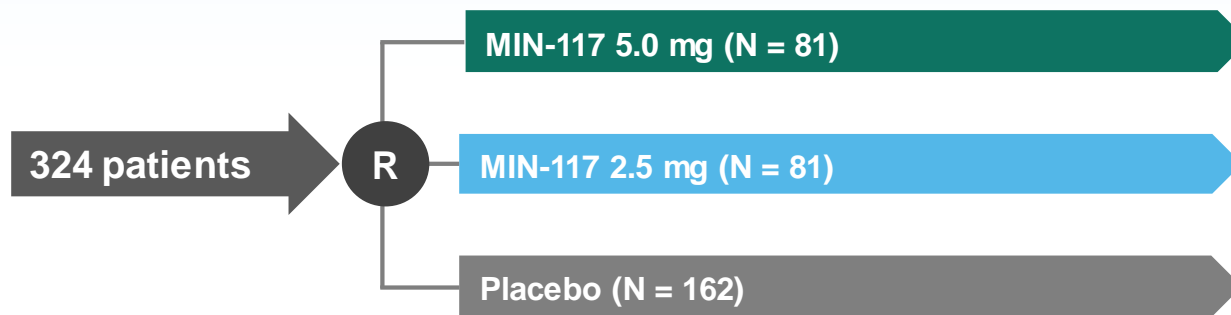 MIN-117 5.0 mg (N = 81)
324 patients
R
MIN-117 2.5 mg (N = 81)
Placebo (N = 162)